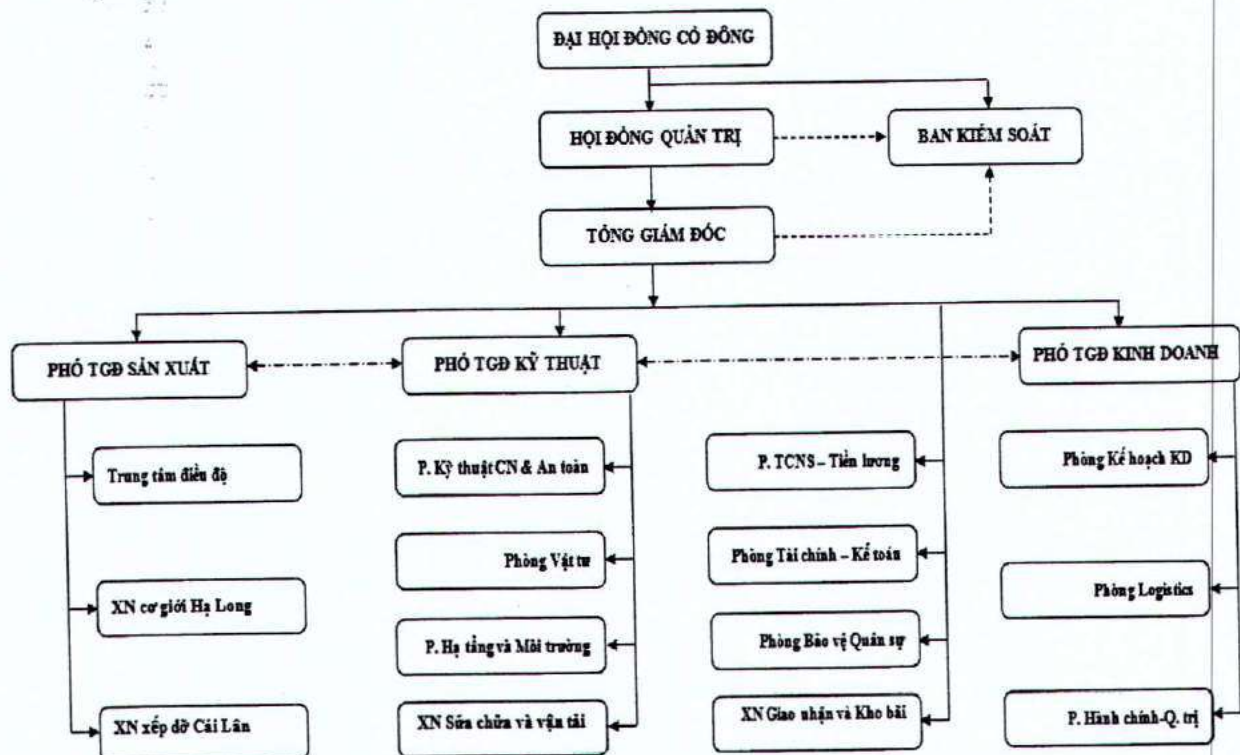 ĐẠI HỘI ĐỒNG CỔ ĐÔNG
HỘI ĐỒNG QUẢN TRỊ
BAN KIỂM SOÁT
TỔNG GIÁM ĐỐC
PHÓ TGĐ SẢN XUẤT
PHÓ TGĐ KỸ THUẬT
PHÓ TGĐ KINH DOANH
Trung tâm điều độ
P. Kỹ thuật CN & An toàn
P. TCNS – Tiền lương
Phòng Kế hoạch KD
Phòng Vật tư
Phòng Tài chính – Kế toán
XN cơ giới Hạ Long
Phòng Logistics
P. Hạ tầng và Môi trường
Phòng Bảo vệ Quân sự
XN xếp dỡ Cái Lân
XN Sửa chữa và vận tải
XN Giao nhận và Kho bãi
P. Hành chính-Q. trị